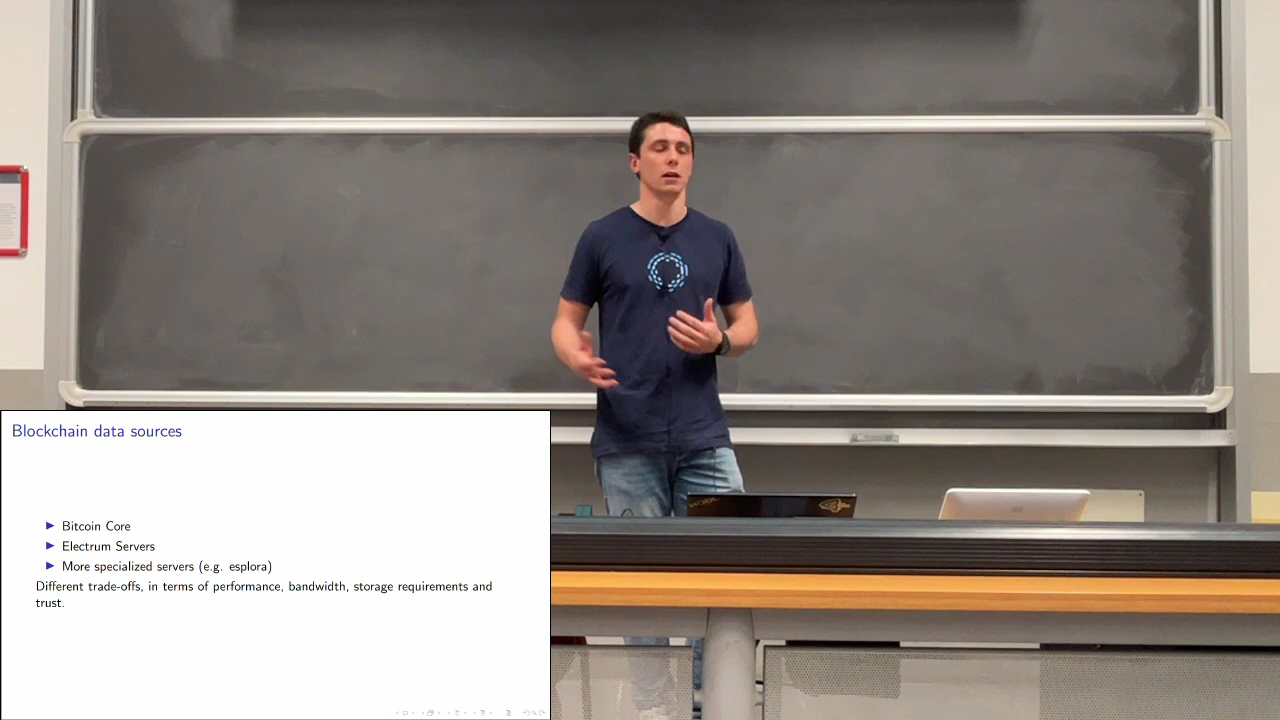 Blockchain data sources
Bitcoin Core
Electrum Servers
More specialized servers (e.g. esplora)
Different trade-offs, in terms of performance, bandwidth, storage requirements and
trust.